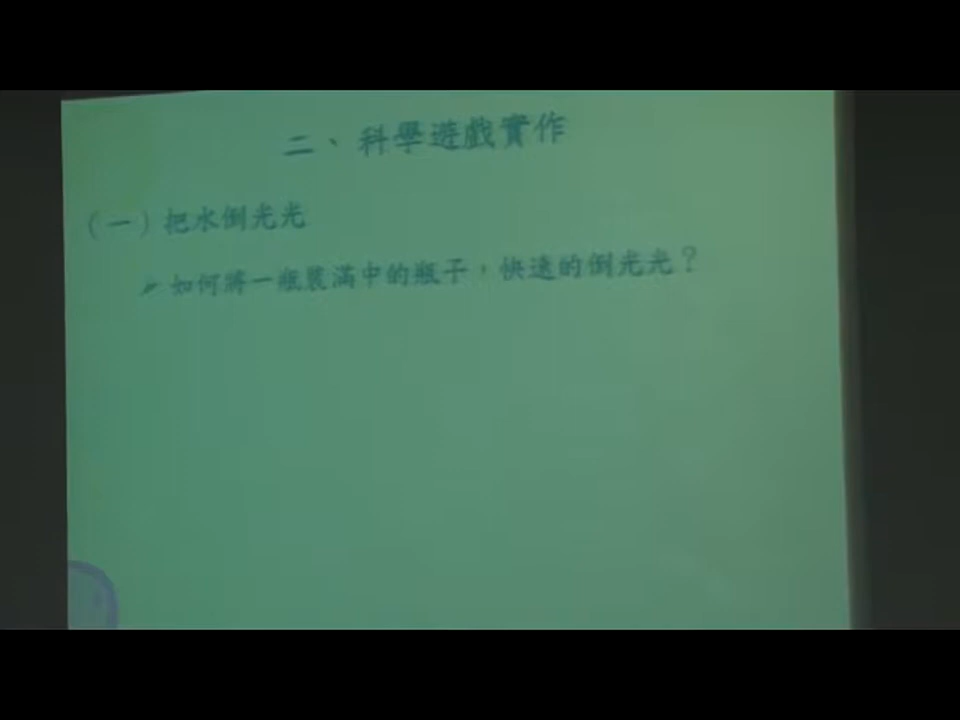 二、科學遊戲實作
（一）把水倒光光
如何將一瓶裝滿中的瓶子，快速的倒光光？